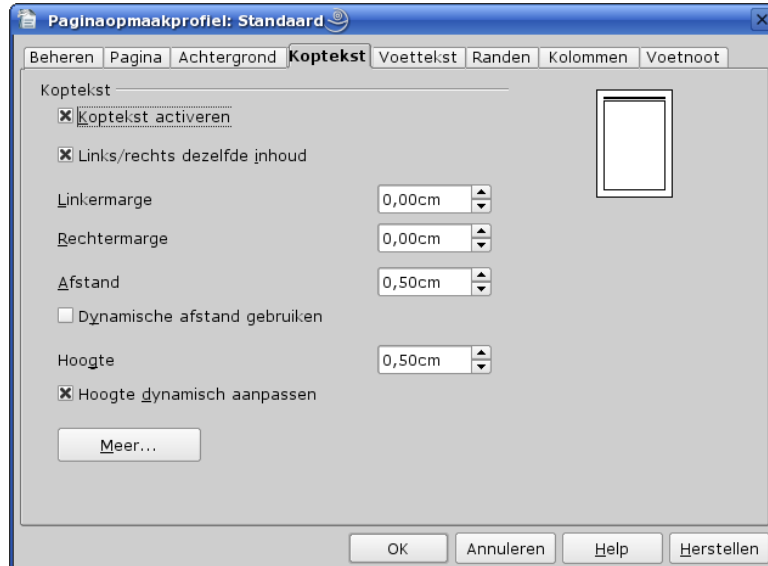 Paginaopmaakprofiel: Standaard
Beheren Pagina Achtergrond Koptekst Voettekst Randen Kolommen Voetnoot
Koptekst
Koptekst activeren
Links/rechts dezelfde inhoud
Linkermarge 0,00cm
Rechtermarge 0,00cm
Afstand 0,50cm
Dynamische afstand gebruiken
Hoogte 0,50cm
Hoogte dynamisch aanpassen
Meer...
OK Annuleren Help Herstellen